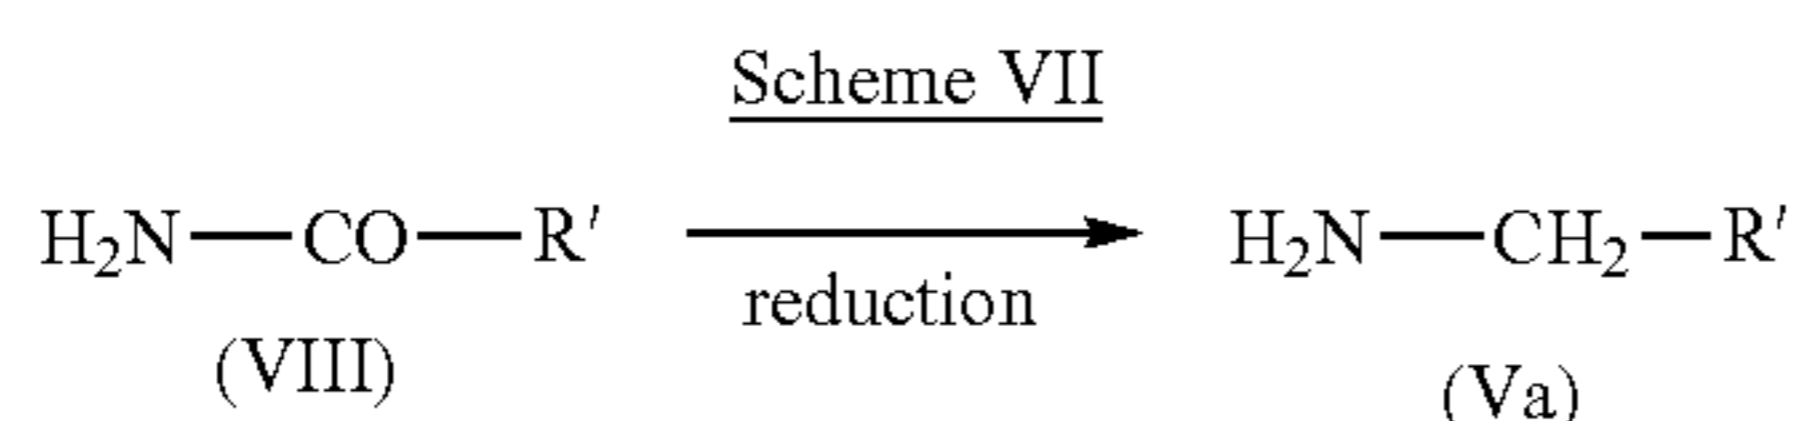 Scheme VII
H₂N—CO—R′ reduction H₂N—CH₂—R′
(VIII) (Va)